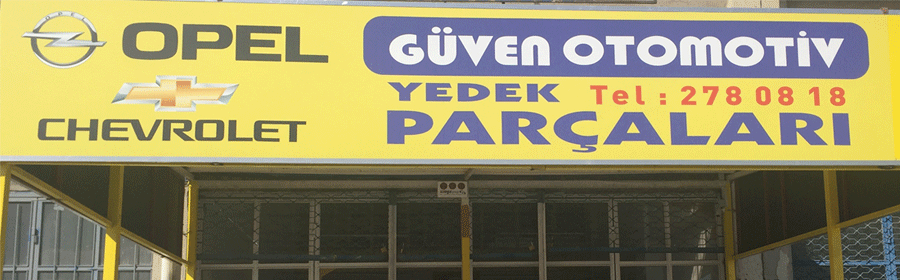 OPEL
CHEVROLET
GÜVEN OTOMOTİV
YEDEK Tel : 278 08 18
PARÇALARI